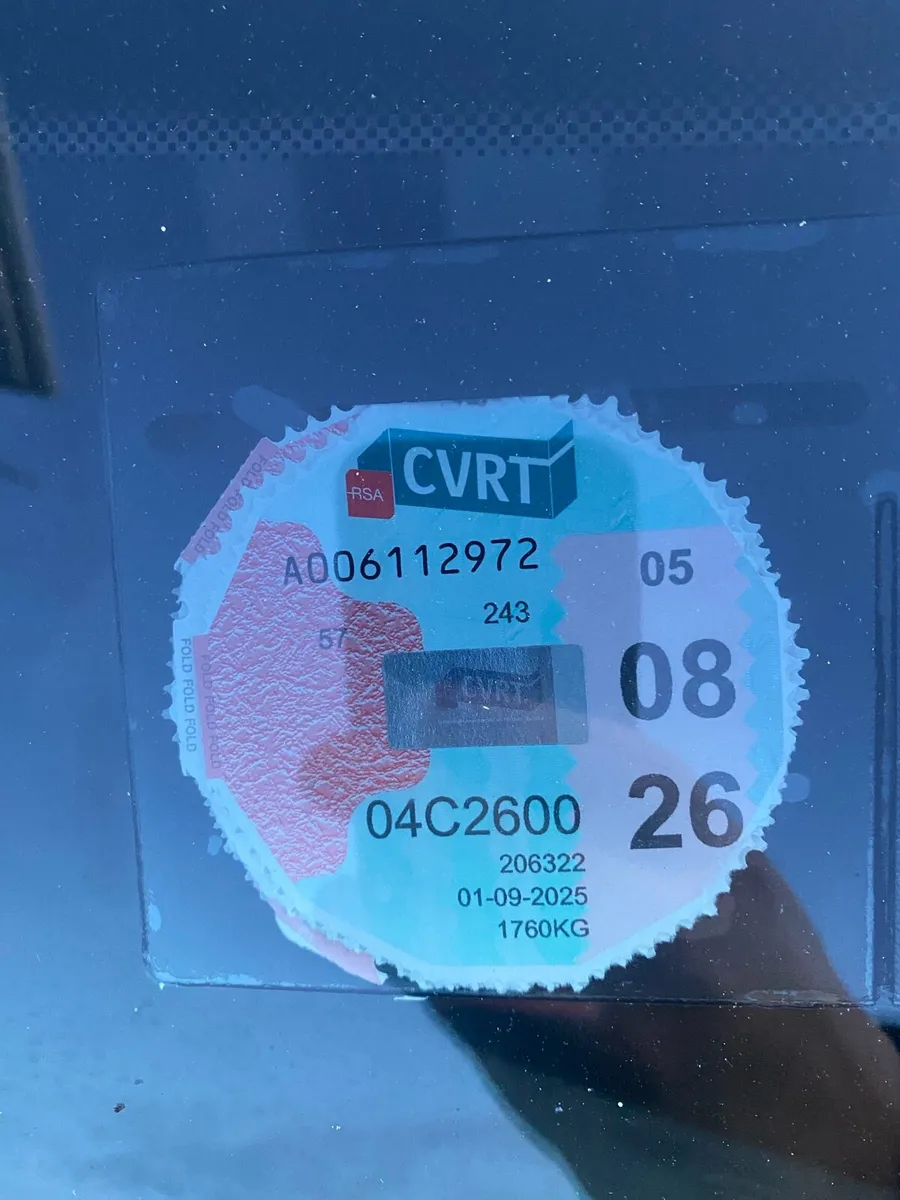 CVRT
RSA
A006112972
05
243
57
08
CVRT
04C2600
26
206322
01-09-2025
1760KG
FOLD FOLD FOLD